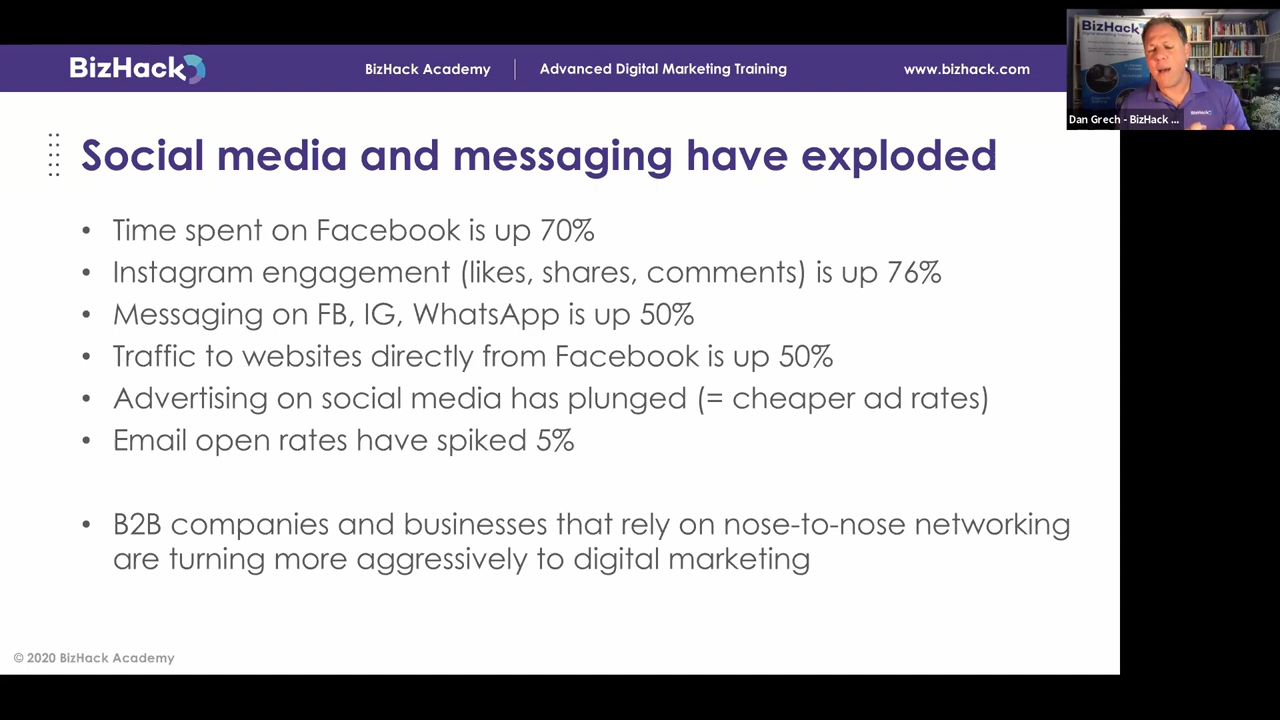 BizHack
BizHack Academy
Advanced Digital Marketing Training
www.bizhack.com
BizHack
Dan Grech - BizHack ...
BizHack
Social media and messaging have exploded
• Time spent on Facebook is up 70%
• Instagram engagement (likes, shares, comments) is up 76%
• Messaging on FB, IG, WhatsApp is up 50%
• Traffic to websites directly from Facebook is up 50%
• Advertising on social media has plunged (= cheaper ad rates)
• Email open rates have spiked 5%
• B2B companies and businesses that rely on nose-to-nose networking
are turning more aggressively to digital marketing
© 2020 BizHack Academy